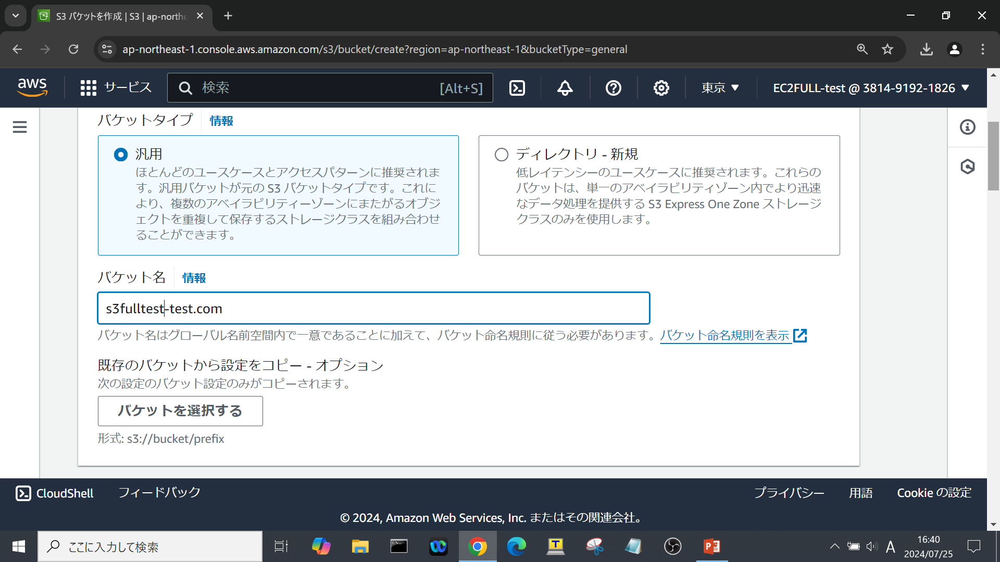 S3 バケットを作成 | S3 | ap-northe
ap-northeast-1.console.aws.amazon.com/s3/bucket/create?region=ap-northeast-1&bucketType=general
aws
サービス
検索
[Alt+S]
東京
EC2FULL-test @ 3814-9192-1826
バケットタイプ
情報
汎用
ほとんどのユースケースとアクセスパターンに推奨されま
す。汎用バケットが元の S3 バケットタイプです。これに
より、複数のアベイラビリティーゾーンにまたがるオブジ
ェクトを重複して保存するストレージクラスを組み合わせ
ることができます。
ディレクトリ - 新規
低レイテンシーのユースケースに推奨されます。これらの
バケットは、単一のアベイラビリティゾーン内でより迅速
なデータ処理を提供する S3 Express One Zone ストレージ
クラスのみを使用します。
バケット名
情報
s3fulltest-test.com
バケット名はグローバル名前空間内で一意であることに加えて、バケット命名規則に従う必要があります。バケット命名規則を表示
既存のバケットから設定をコピー - オプション
次の設定のバケット設定のみがコピーされます。
バケットを選択する
形式: s3://bucket/prefix
CloudShell
フィードバック
プライバシー
用語
Cookie の設定
© 2024, Amazon Web Services, Inc. またはその関連会社。
ここに入力して検索
A
16:40
2024/07/25